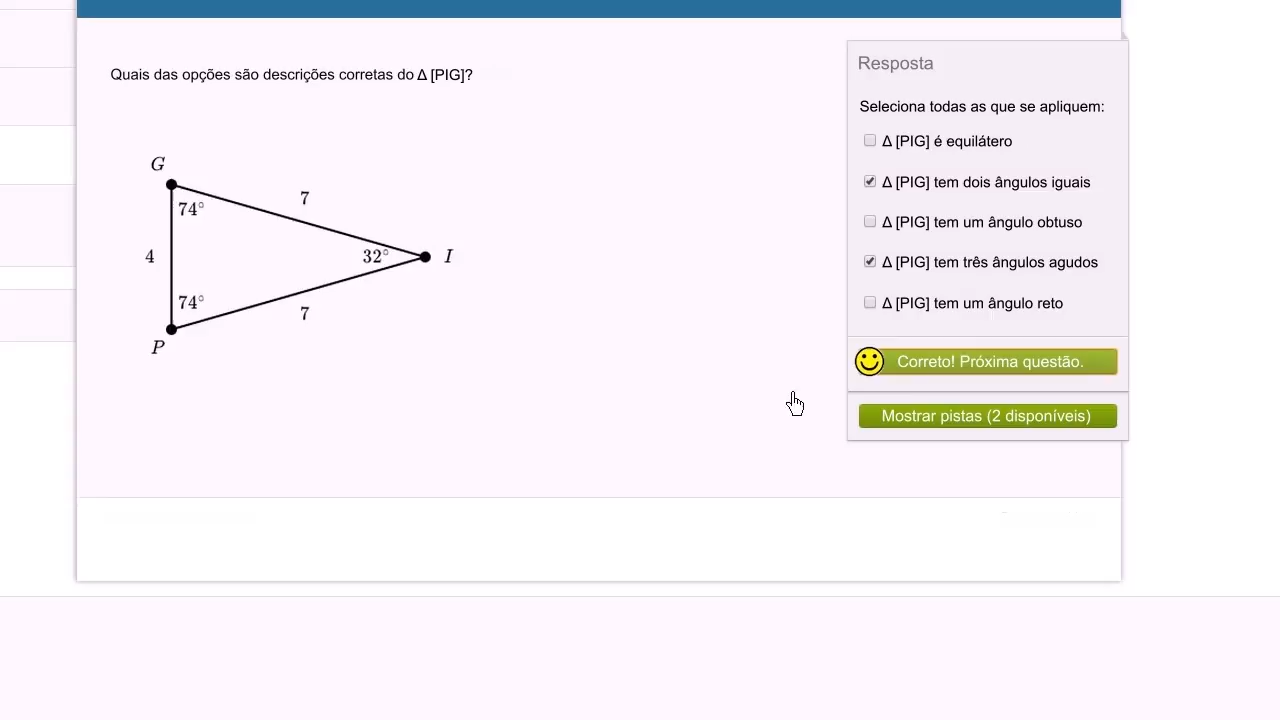 Quais das opções são descrições corretas do Δ [PIG]?
G
7
74°
4
32°
I
74°
7
P
Resposta
Seleciona todas as que se apliquem:
Δ [PIG] é equilátero
Δ [PIG] tem dois ângulos iguais
Δ [PIG] tem um ângulo obtuso
Δ [PIG] tem três ângulos agudos
Δ [PIG] tem um ângulo reto
Correto! Próxima questão.
Mostrar pistas (2 disponíveis)